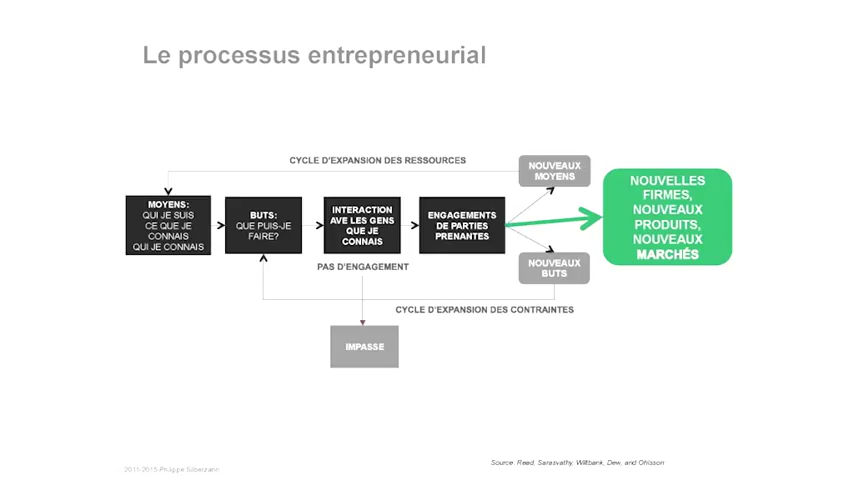 Le processus entrepreneurial
CYCLE D'EXPANSION DES RESSOURCES
NOUVEAUX
MOYENS
MOYENS:
QUI JE SUIS
CE QUE JE
CONNAIS
QUI JE CONNAIS
BUTS:
QUE PUIS-JE
FAIRE?
INTERACTION
AVE LES GENS
QUE JE
CONNAIS
ENGAGEMENTS
DE PARTIES
PRENANTES
NOUVELLES
FIRMES,
NOUVEAUX
PRODUITS,
NOUVEAUX
MARCHÉS
PAS D'ENGAGEMENT
NOUVEAUX
BUTS
CYCLE D'EXPANSION DES CONTRAINTES
IMPASSE
Source: Read, Sarasvathy, Wiltbank, Dew, and Ohlsson
2011-2015 Philippe Silberzahn